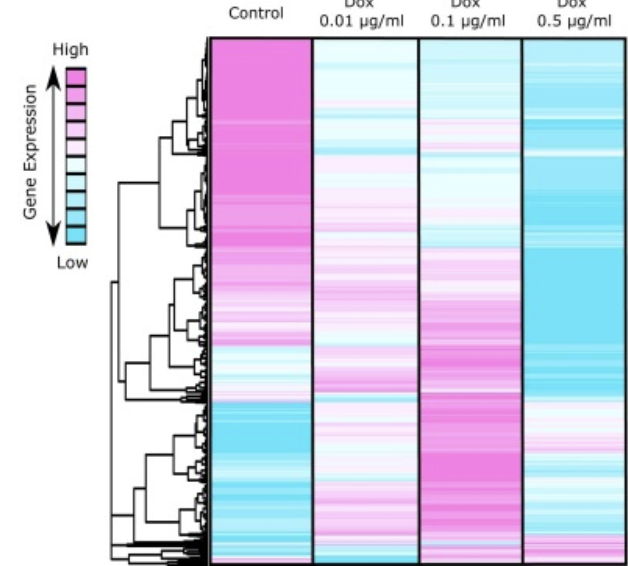 Control
Dox
0.01 µg/ml
Dox
0.1 µg/ml
Dox
0.5 µg/ml
High
Gene Expression
Low